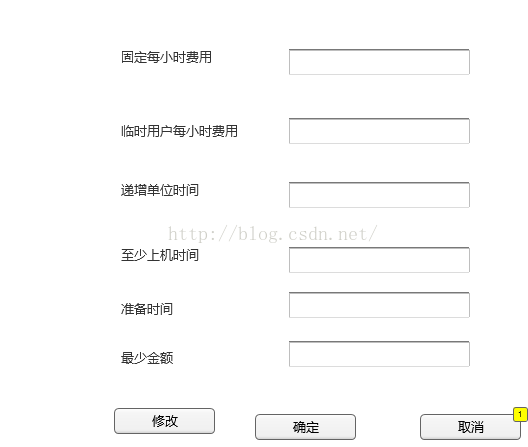 固定每小时费用
临时用户每小时费用
递增单位时间
http://blog.csdn.net/
至少上机时间
准备时间
最少金额
修改
确定
取消
1